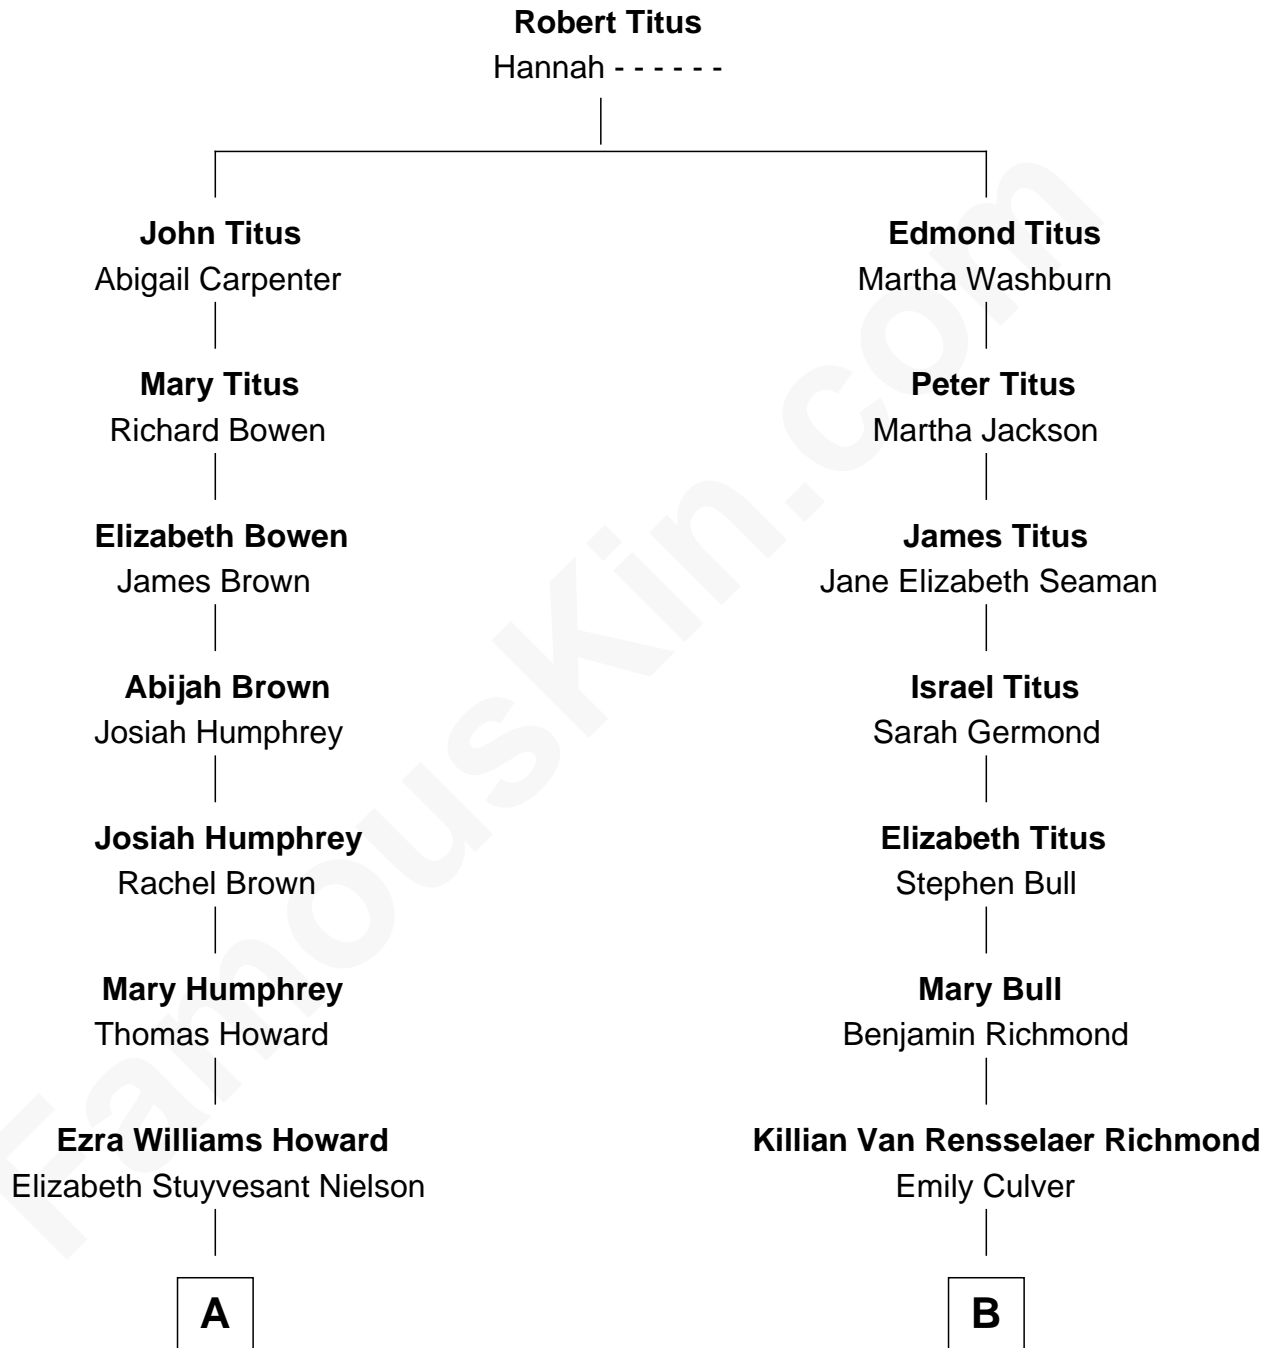 Robert Titus
Hannah - - - - - -
John Titus
Abigail Carpenter
Edmond Titus
Martha Washburn
Mary Titus
Richard Bowen
Peter Titus
Martha Jackson
Elizabeth Bowen
James Brown
James Titus
Jane Elizabeth Seaman
Abijah Brown
Josiah Humphrey
Israel Titus
Sarah Germond
Josiah Humphrey
Rachel Brown
Elizabeth Titus
Stephen Bull
Mary Humphrey
Thomas Howard
Mary Bull
Benjamin Richmond
Ezra Williams Howard
Elizabeth Stuyvesant Nielson
Killian Van Rensselaer Richmond
Emily Culver
A
B
FamousKin.com